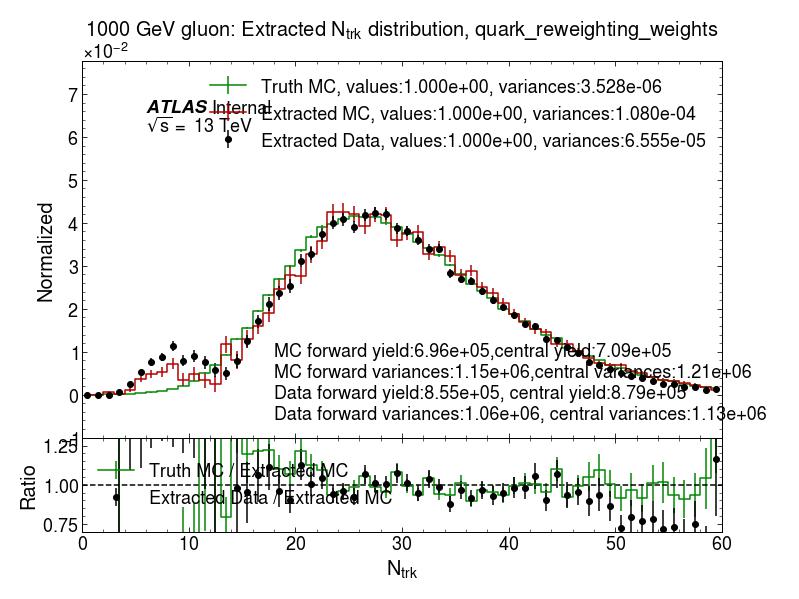 1000 GeV gluon: Extracted Ntrk distribution, quark_reweighting_weights
×10−2
Truth MC, values:1.000e+00, variances:3.528e-06
ATLAS Internal
Extracted MC, values:1.000e+00, variances:1.080e-04
√s = 13 TeV
Extracted Data, values:1.000e+00, variances:6.555e-05
7
6
5
4
3
2
1
0
−1
Normalized
MC forward yield:6.96e+05,central yield:7.09e+05
MC forward variances:1.15e+06,central variances:1.21e+06
Data forward yield:8.55e+05, central yield:8.79e+05
Data forward variances:1.06e+06, central variances:1.13e+06
1.25
1.00
0.75
Ratio
Truth MC / Extracted MC
Extracted Data / Extracted MC
0 10 20 30 40 50 60
Ntrk